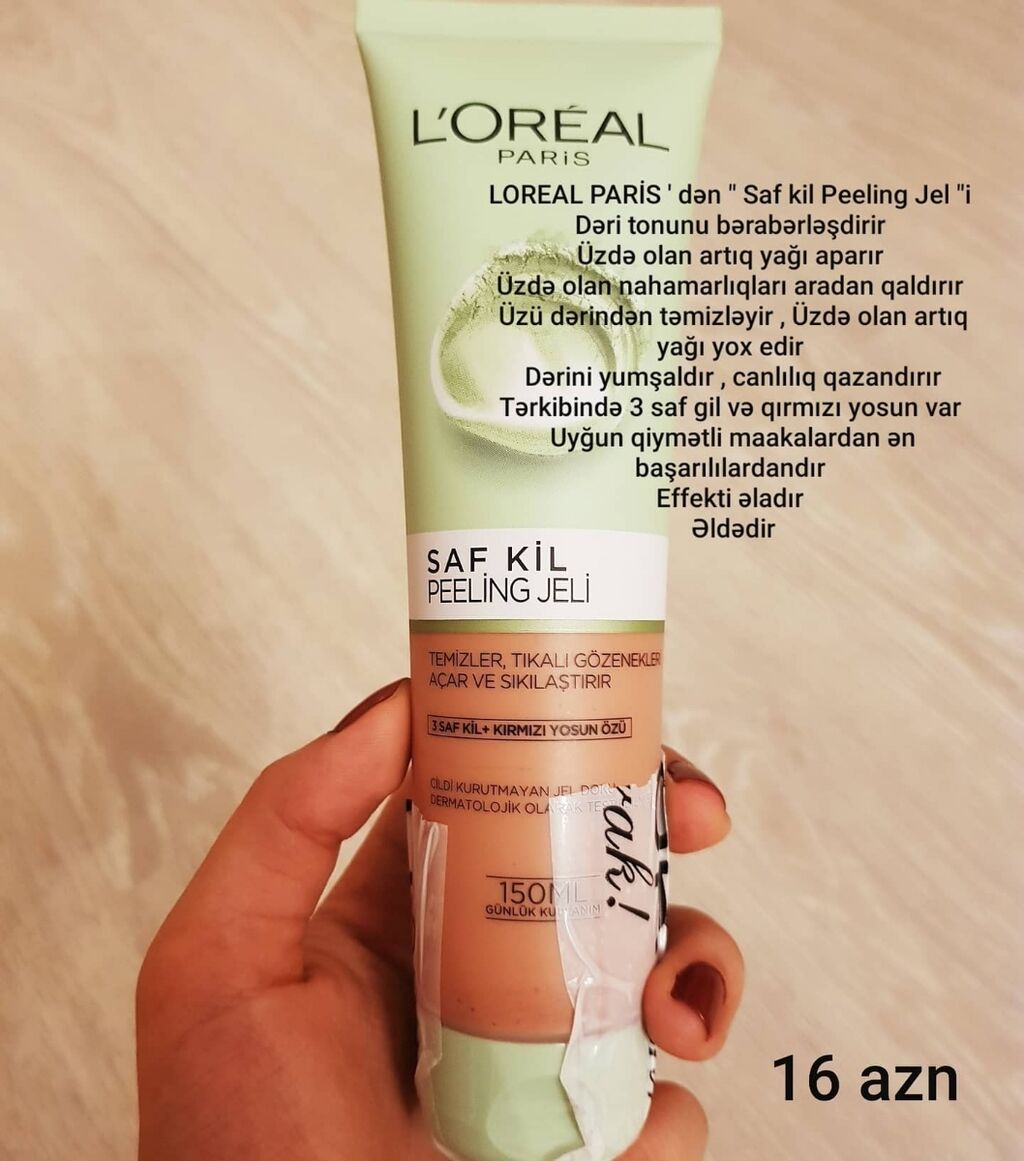 L'ORÉAL
PARİS
LOREAL PARİS ' dən " Saf kil Peeling Jel "i
Dəri tonunu bərabərləşdirir
Üzdə olan artıq yağı aparır
Üzdə olan nahamarlıqları aradan qaldırır
Üzü dərindən təmizləyir , Üzdə olan artıq
yağı yox edir
Dərini yumşaldır , canlılıq qazandırır
Tərkibində 3 saf gil və qırmızı yosun var
Uyğun qiymətli maakalardan ən
başarılılardandır
Effekti əladır
Əldədir
SAF KİL
PEELİNG JELİ
TEMİZLER, TIKALI GÖZENEKLER
AÇAR VE SIKILAŞTIRIR
3 SAF KİL+ KIRMIZI YOSUN ÖZÜ
CİLDİ KURUTMAYAN JEL
DERMATOLOJİK OLARAK
rak!
150ML
GÜNLÜK KULLANIM
16 azn